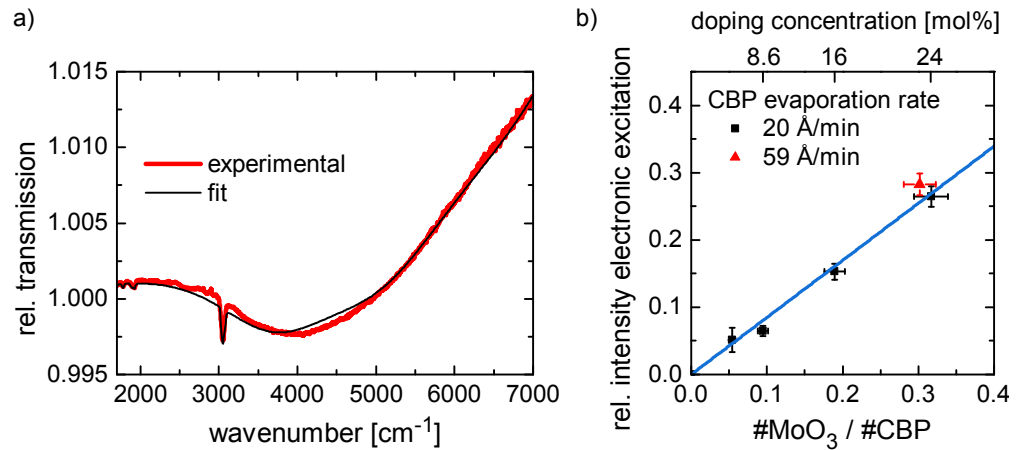 a)
rel. transmission
1.015
1.010
1.005
1.000
0.995
experimental
fit
2000 3000 4000 5000 6000 7000
wavenumber [cm⁻¹]
b)
doping concentration [mol%]
8.6 16 24
rel. intensity electronic excitation
0.4
0.3
0.2
0.1
0.0
CBP evaporation rate
20 Å/min
59 Å/min
0.0 0.1 0.2 0.3 0.4
#MoO₃ / #CBP